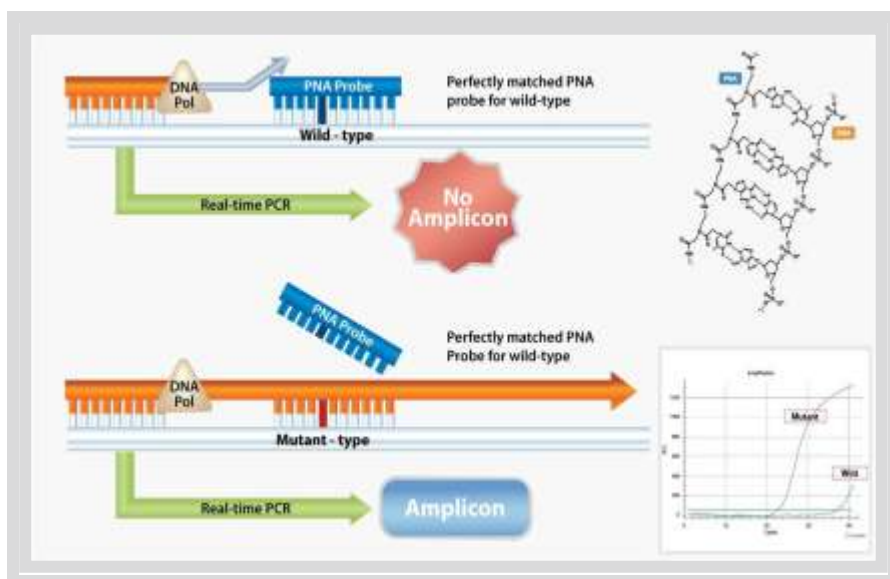 DNA
Pol
PNA Probe
Wild - type
Perfectly matched PNA
probe for wild-type
Real-time PCR
No
Amplicon
PNA
PNA Probe
Perfectly matched PNA
Probe for wild-type
DNA
Pol
Mutant - type
Real-time PCR
Amplicon
Mutant
Wild